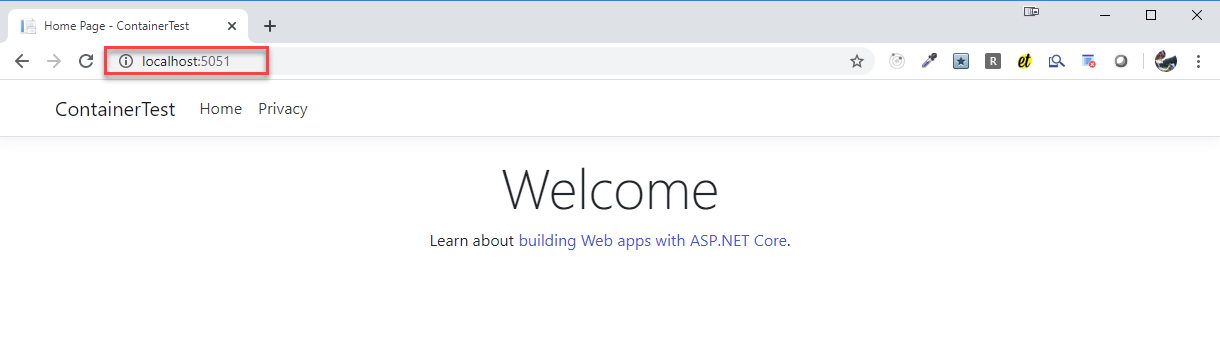 Home Page - ContainerTest
localhost:5051
R
et
ContainerTest Home Privacy
Welcome
Learn about building Web apps with ASP.NET Core.